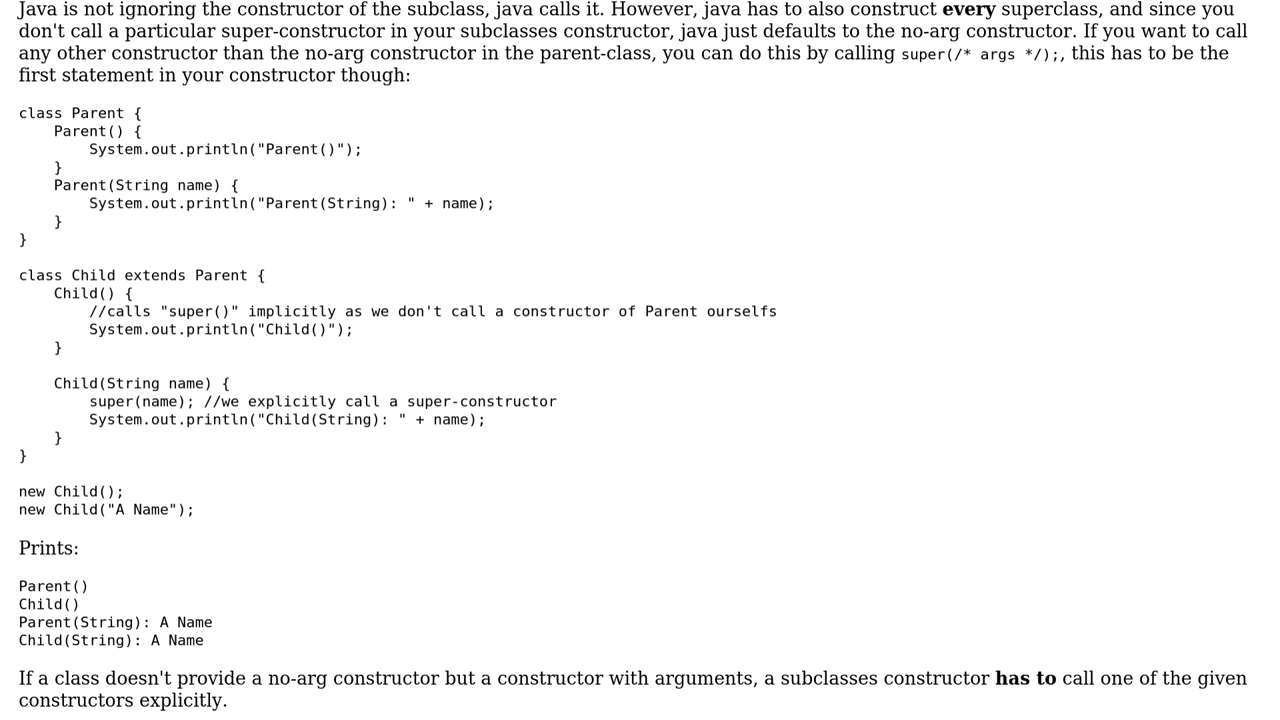 Java is not ignoring the constructor of the subclass, java calls it. However, java has to also construct every superclass, and since you
don't call a particular super-constructor in your subclasses constructor, java just defaults to the no-arg constructor. If you want to call
any other constructor than the no-arg constructor in the parent-class, you can do this by calling super(/* args */);, this has to be the
first statement in your constructor though:
class Parent {
    Parent() {
        System.out.println("Parent()");
    }
    Parent(String name) {
        System.out.println("Parent(String): " + name);
    }
}
class Child extends Parent {
    Child() {
        //calls "super()" implicitly as we don't call a constructor of Parent ourselfs
        System.out.println("Child()");
    }
    Child(String name) {
        super(name); //we explicitly call a super-constructor
        System.out.println("Child(String): " + name);
    }
}
new Child();
new Child("A Name");
Prints:
Parent()
Child()
Parent(String): A Name
Child(String): A Name
If a class doesn't provide a no-arg constructor but a constructor with arguments, a subclasses constructor has to call one of the given
constructors explicitly.